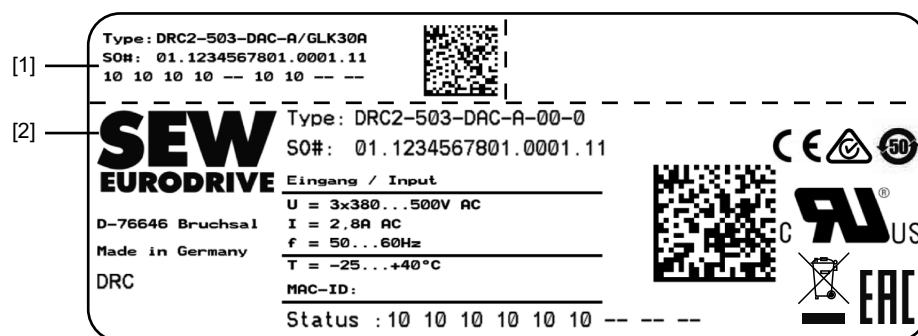 Type:DRC2-503-DAC-A/GLK30A
[1]
SO#: 01.1234567801.0001.11
10 10 10 10 -- 10 10 -- --
[2]
SEW
EURODRIVE
D-76646 Bruchsal
Made in Germany
DRC
Type: DRC2-503-DAC-A-00-0
SO#: 01.1234567801.0001.11
Eingang / Input
U = 3x380...500V AC
I = 2,8A AC
f = 50...60Hz
T = -25...+40°C
MAC-ID:
Status :10 10 10 10 10 10 -- -- --
CE
50
C RU ® US
EAC